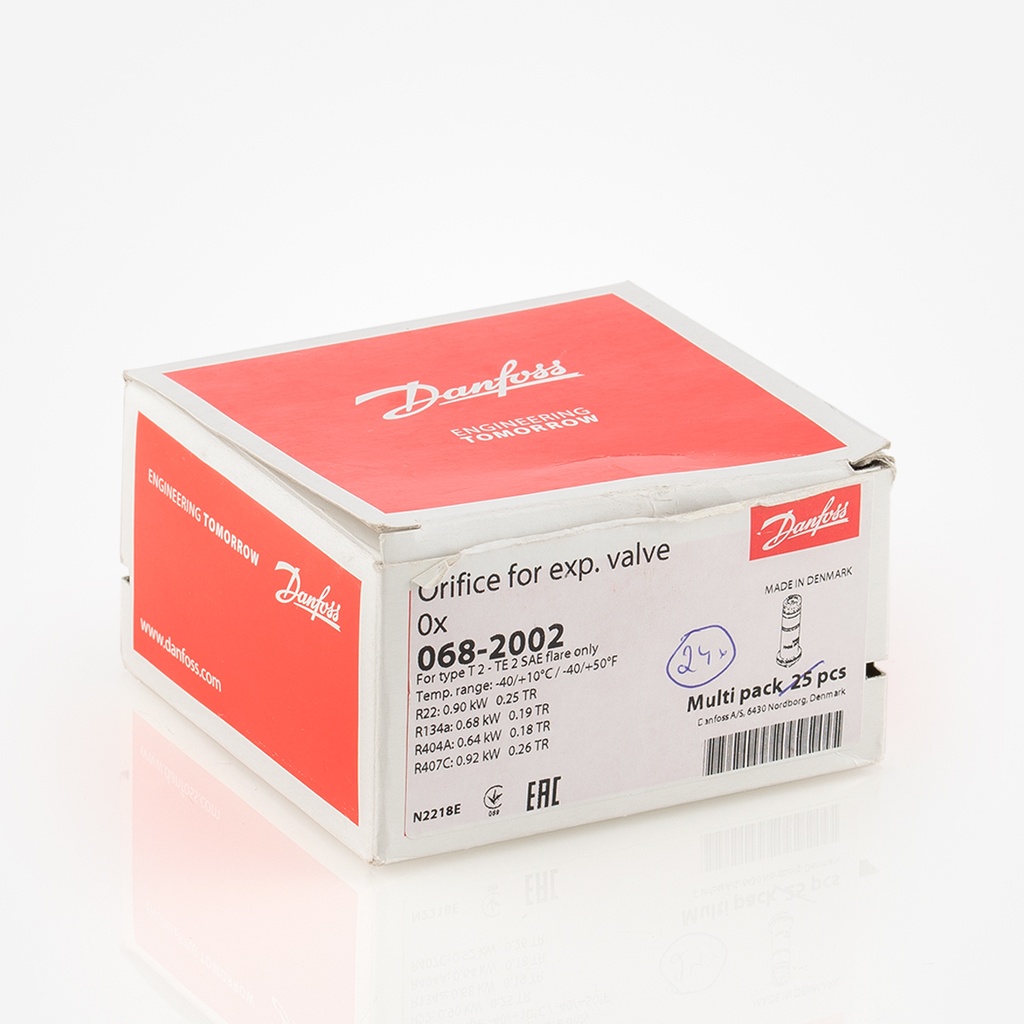 Danfoss
ENGINEERING
TOMORROW
ENGINEERING TOMORROW
Danfoss
www.danfoss.com
Danfoss
Orifice for exp. valve
0x
068-2002
For type T 2 - TE 2 SAE flare only
Temp. range: -40/+10°C / -40/+50°F
R22: 0.90 kW 0.25 TR
R134a: 0.68 kW 0.19 TR
R404A: 0.64 kW 0.18 TR
R407C: 0.92 kW 0.26 TR
N2218E
089
EAC
MADE IN DENMARK
24x
Multi pack 25 pcs
Danfoss A/S, 6430 Nordborg, Denmark